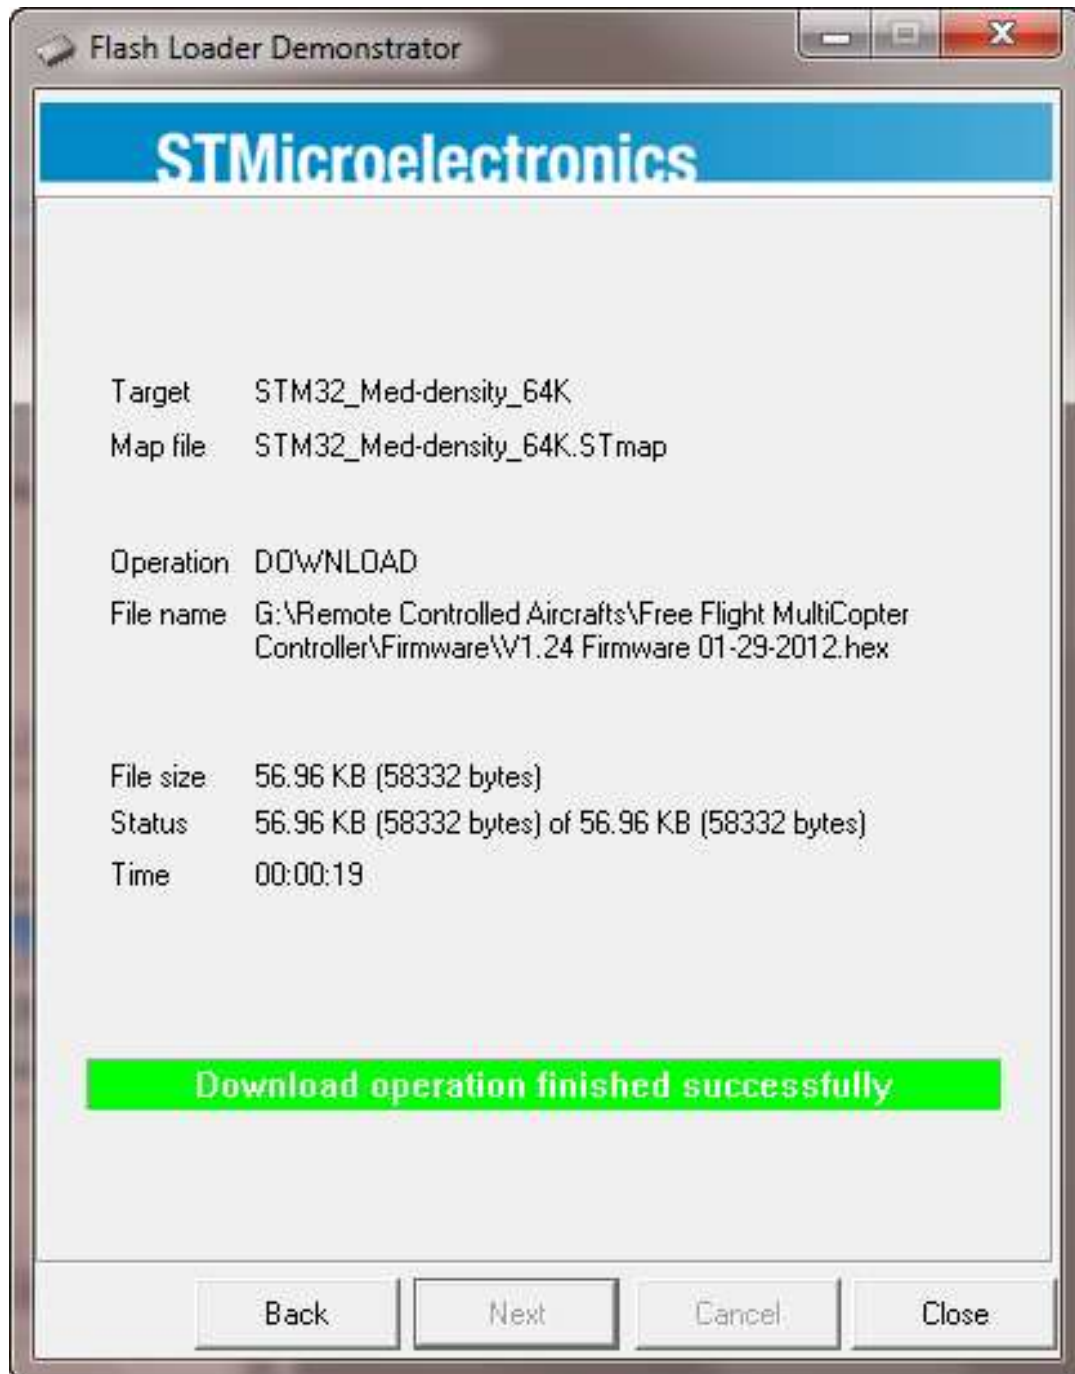 Flash Loader Demonstrator
STMicroelectronics
Target STM32_Med-density_64K
Map file STM32_Med-density_64K.STmap
Operation DOWNLOAD
File name G:\Remote Controlled Aircrafts\Free Flight MultiCopter
Controller\Firmware\V1.24 Firmware 01-29-2012.hex
File size 56.96 KB (58332 bytes)
Status 56.96 KB (58332 bytes) of 56.96 KB (58332 bytes)
Time 00:00:19
Download operation finished successfully
Back Next Cancel Close